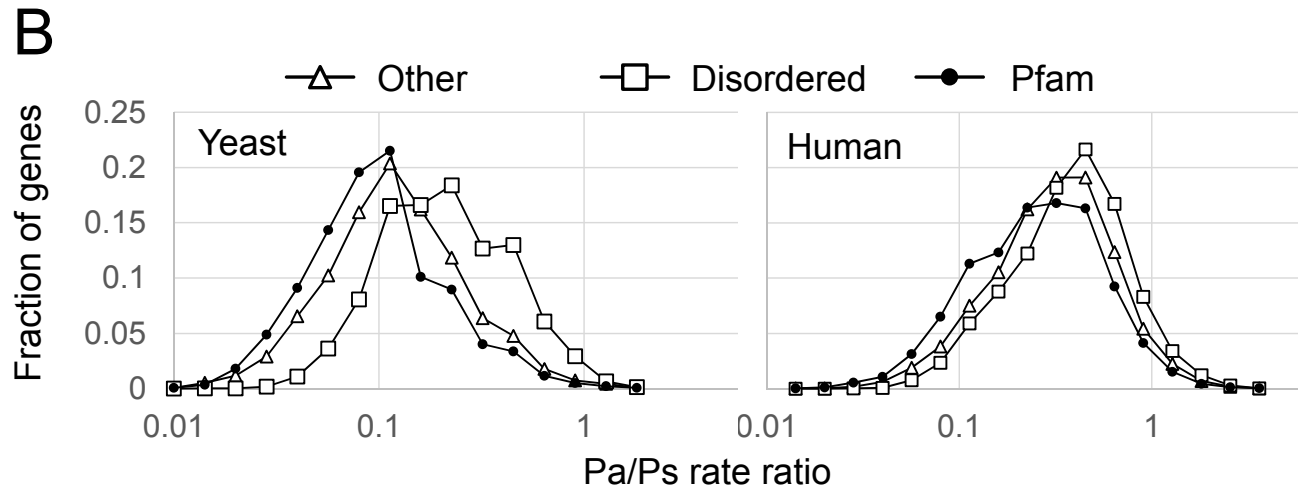 B
Other Disordered Pfam
Fraction of genes
0.25
0.2
0.15
0.1
0.05
0
Yeast
Human
0.01 0.1 1
0.01 0.1 1
Pa/Ps rate ratio